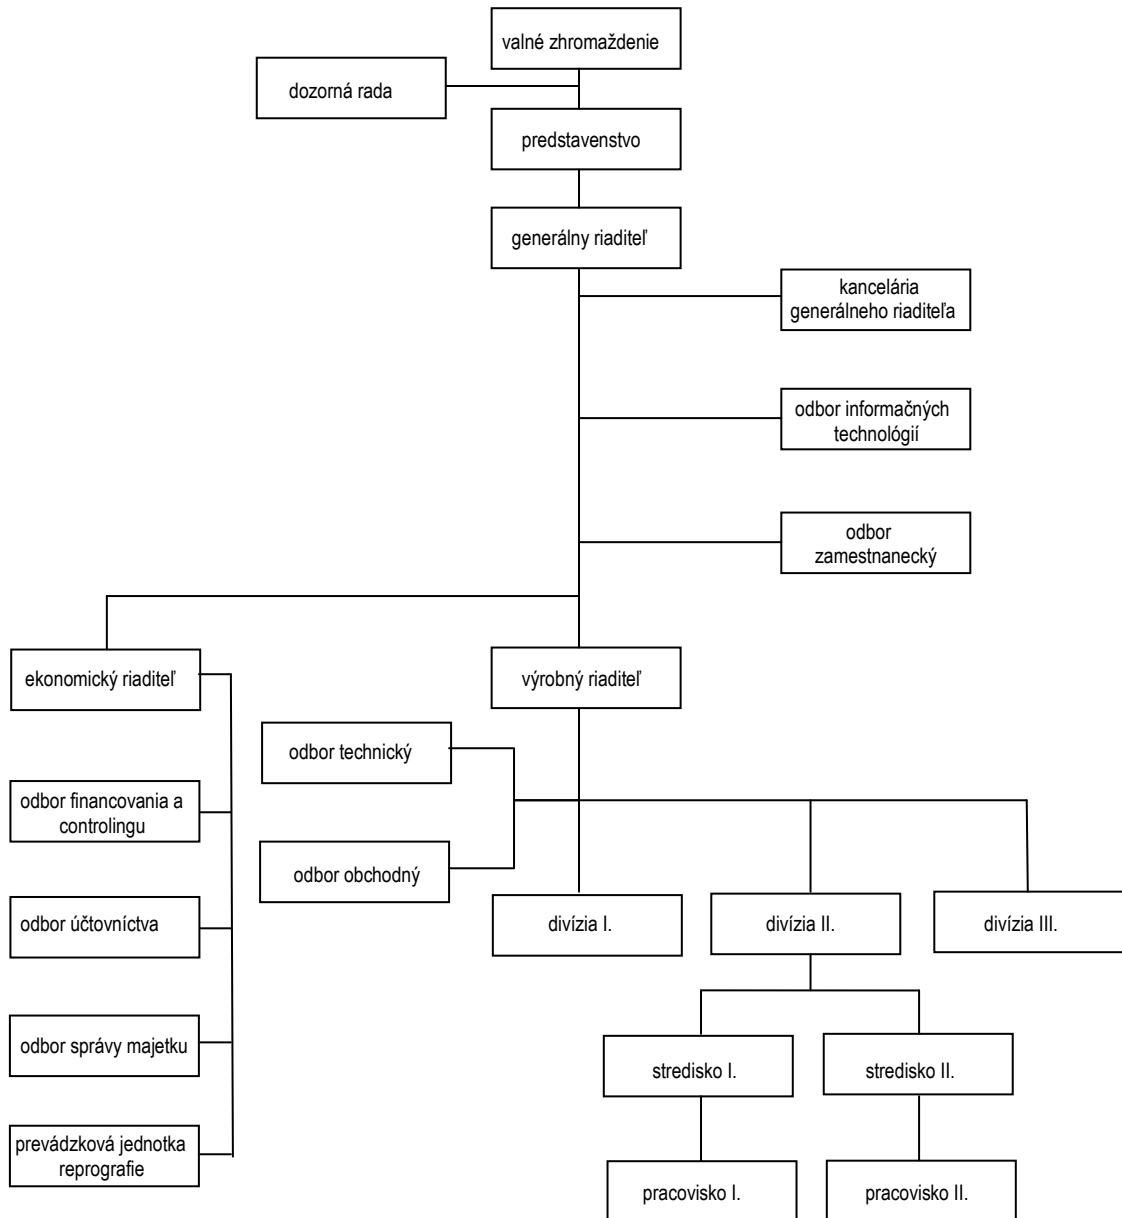 valné zhromaždenie
dozorná rada
predstavenstvo
generálny riaditeľ
kancelária
generálneho riaditeľa
odbor informačných
technológií
odbor
zamestnanecký
ekonomický riaditeľ
výrobný riaditeľ
odbor technický
odbor financovania a
controlingu
odbor obchodný
odbor účtovníctva
divízia I.
divízia II.
divízia III.
odbor správy majetku
stredisko I.
stredisko II.
prevádzková jednotka
reprografie
pracovisko I.
pracovisko II.